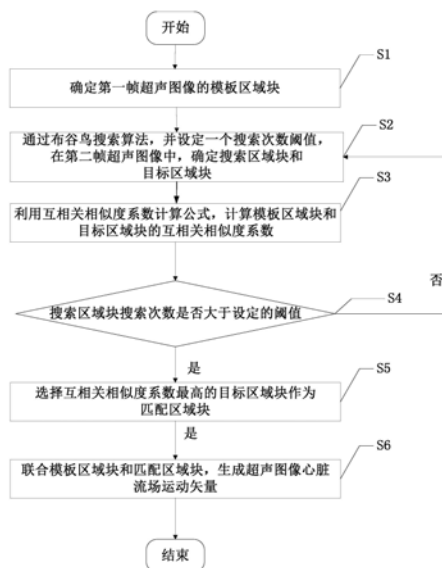 开始
S1
确定第一帧超声图像的模板区域块
S2
通过布谷鸟搜索算法，并设定一个搜索次数阈值，
在第二帧超声图像中，确定搜索区域块和
目标区域块
S3
利用互相关相似度系数计算公式，计算模板区域块和
目标区域块的互相关相似度系数
否
S4
搜索区域块搜索次数是否大于设定的阈值
是
S5
选择互相关相似度系数最高的目标区域块作为
匹配区域块
是
S6
联合模板区域块和匹配区域块，生成超声图像心脏
流场运动矢量
结束